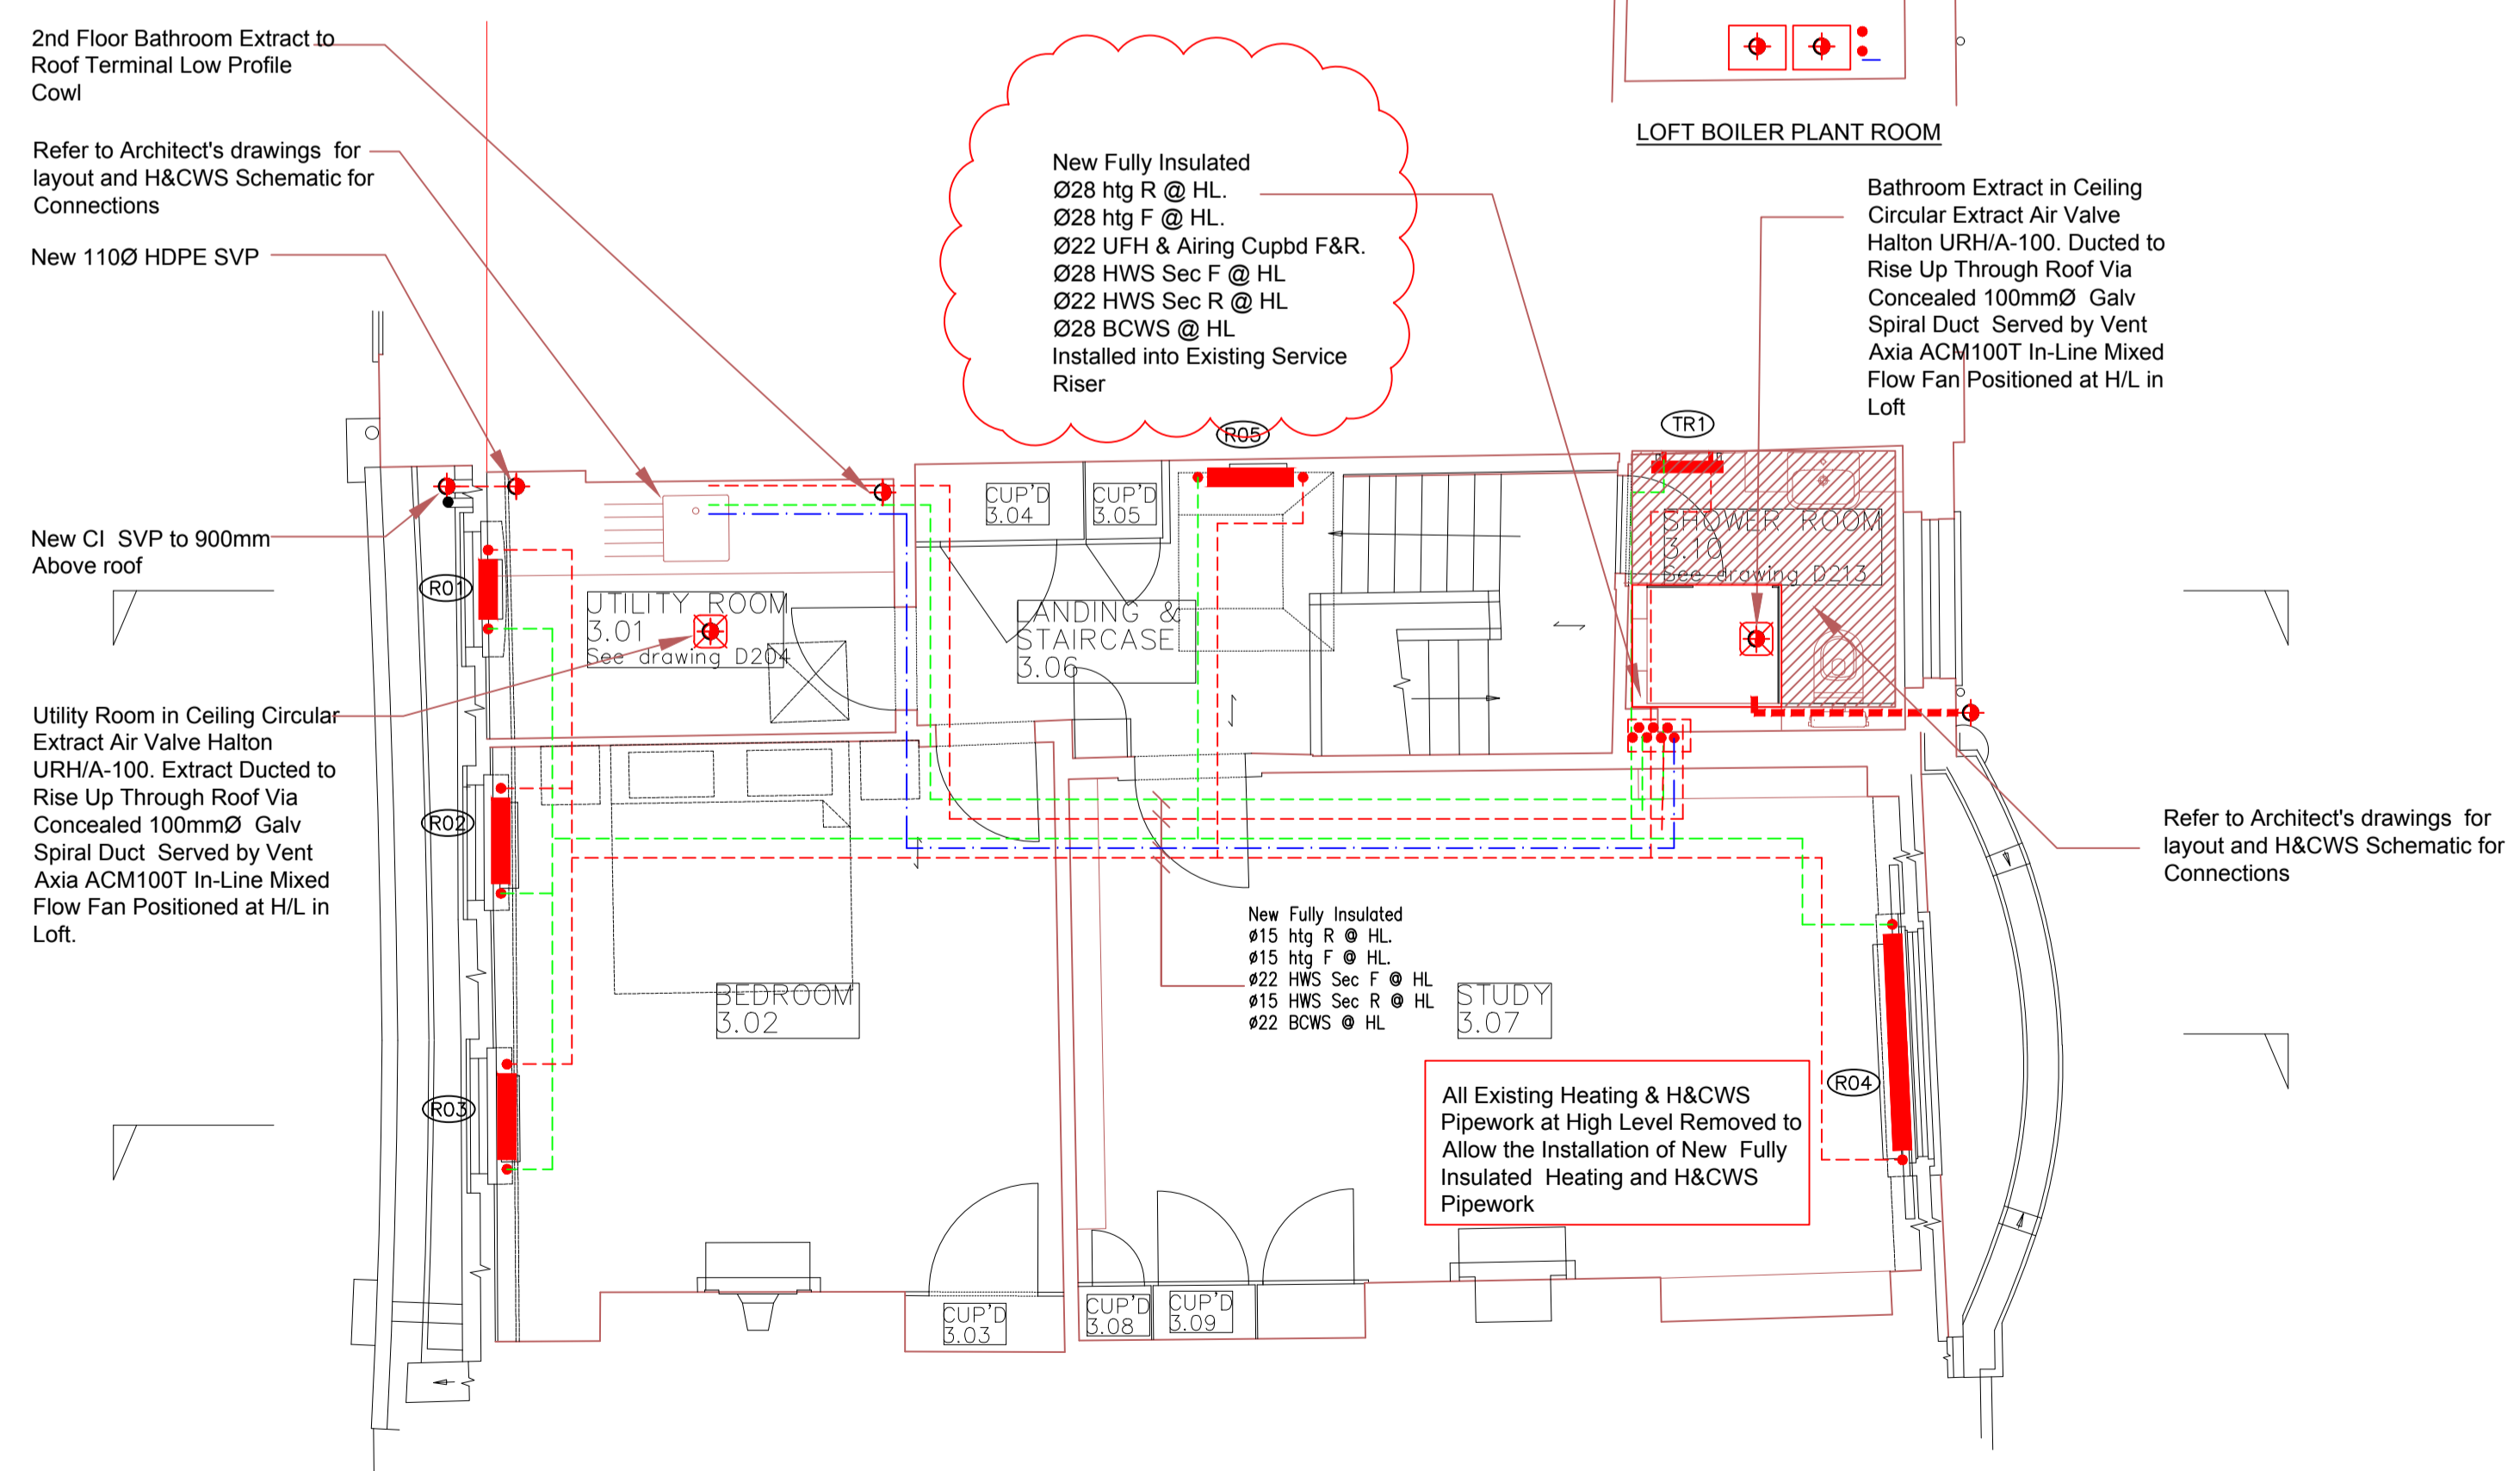 2nd Floor Bathroom Extract to
Roof Terminal Low Profile
Cowl
Refer to Architect's drawings for
layout and H&CWS Schematic for
Connections
New 110Ø HDPE SVP
New CI SVP to 900mm
Above roof
Utility Room in Ceiling Circular
Extract Air Valve Halton
URH/A-100. Extract Ducted to
Rise Up Through Roof Via
Concealed 100mmØ Galv
Spiral Duct Served by Vent
Axia ACM100T In-Line Mixed
Flow Fan Positioned at H/L in
Loft.
New Fully Insulated
Ø28 htg R @ HL.
Ø28 htg F @ HL.
Ø22 UFH & Airing Cupbd F&R.
Ø28 HWS Sec F @ HL
Ø22 HWS Sec R @ HL
Ø28 BCWS @ HL
Installed into Existing Service
Riser
LOFT BOILER PLANT ROOM
Bathroom Extract in Ceiling
Circular Extract Air Valve
Halton URH/A-100. Ducted to
Rise Up Through Roof Via
Concealed 100mmØ Galv
Spiral Duct Served by Vent
Axia ACM100T In-Line Mixed
Flow Fan Positioned at H/L in
Loft
R05
TR1
CUP'D
3.04
CUP'D
3.05
SHOWER ROOM
3.10
See drawing D213
R01
UTILITY ROOM
3.01
See drawing D204
LANDING &
STAIRCASE
3.06
R02
Refer to Architect's drawings for
layout and H&CWS Schematic for
Connections
New Fully Insulated
ø15 htg R @ HL.
ø15 htg F @ HL.
ø22 HWS Sec F @ HL
ø15 HWS Sec R @ HL
ø22 BCWS @ HL
BEDROOM
3.02
STUDY
3.07
R03
R04
All Existing Heating & H&CWS
Pipework at High Level Removed to
Allow the Installation of New Fully
Insulated Heating and H&CWS
Pipework
CUP'D
3.03
CUP'D
3.08
CUP'D
3.09